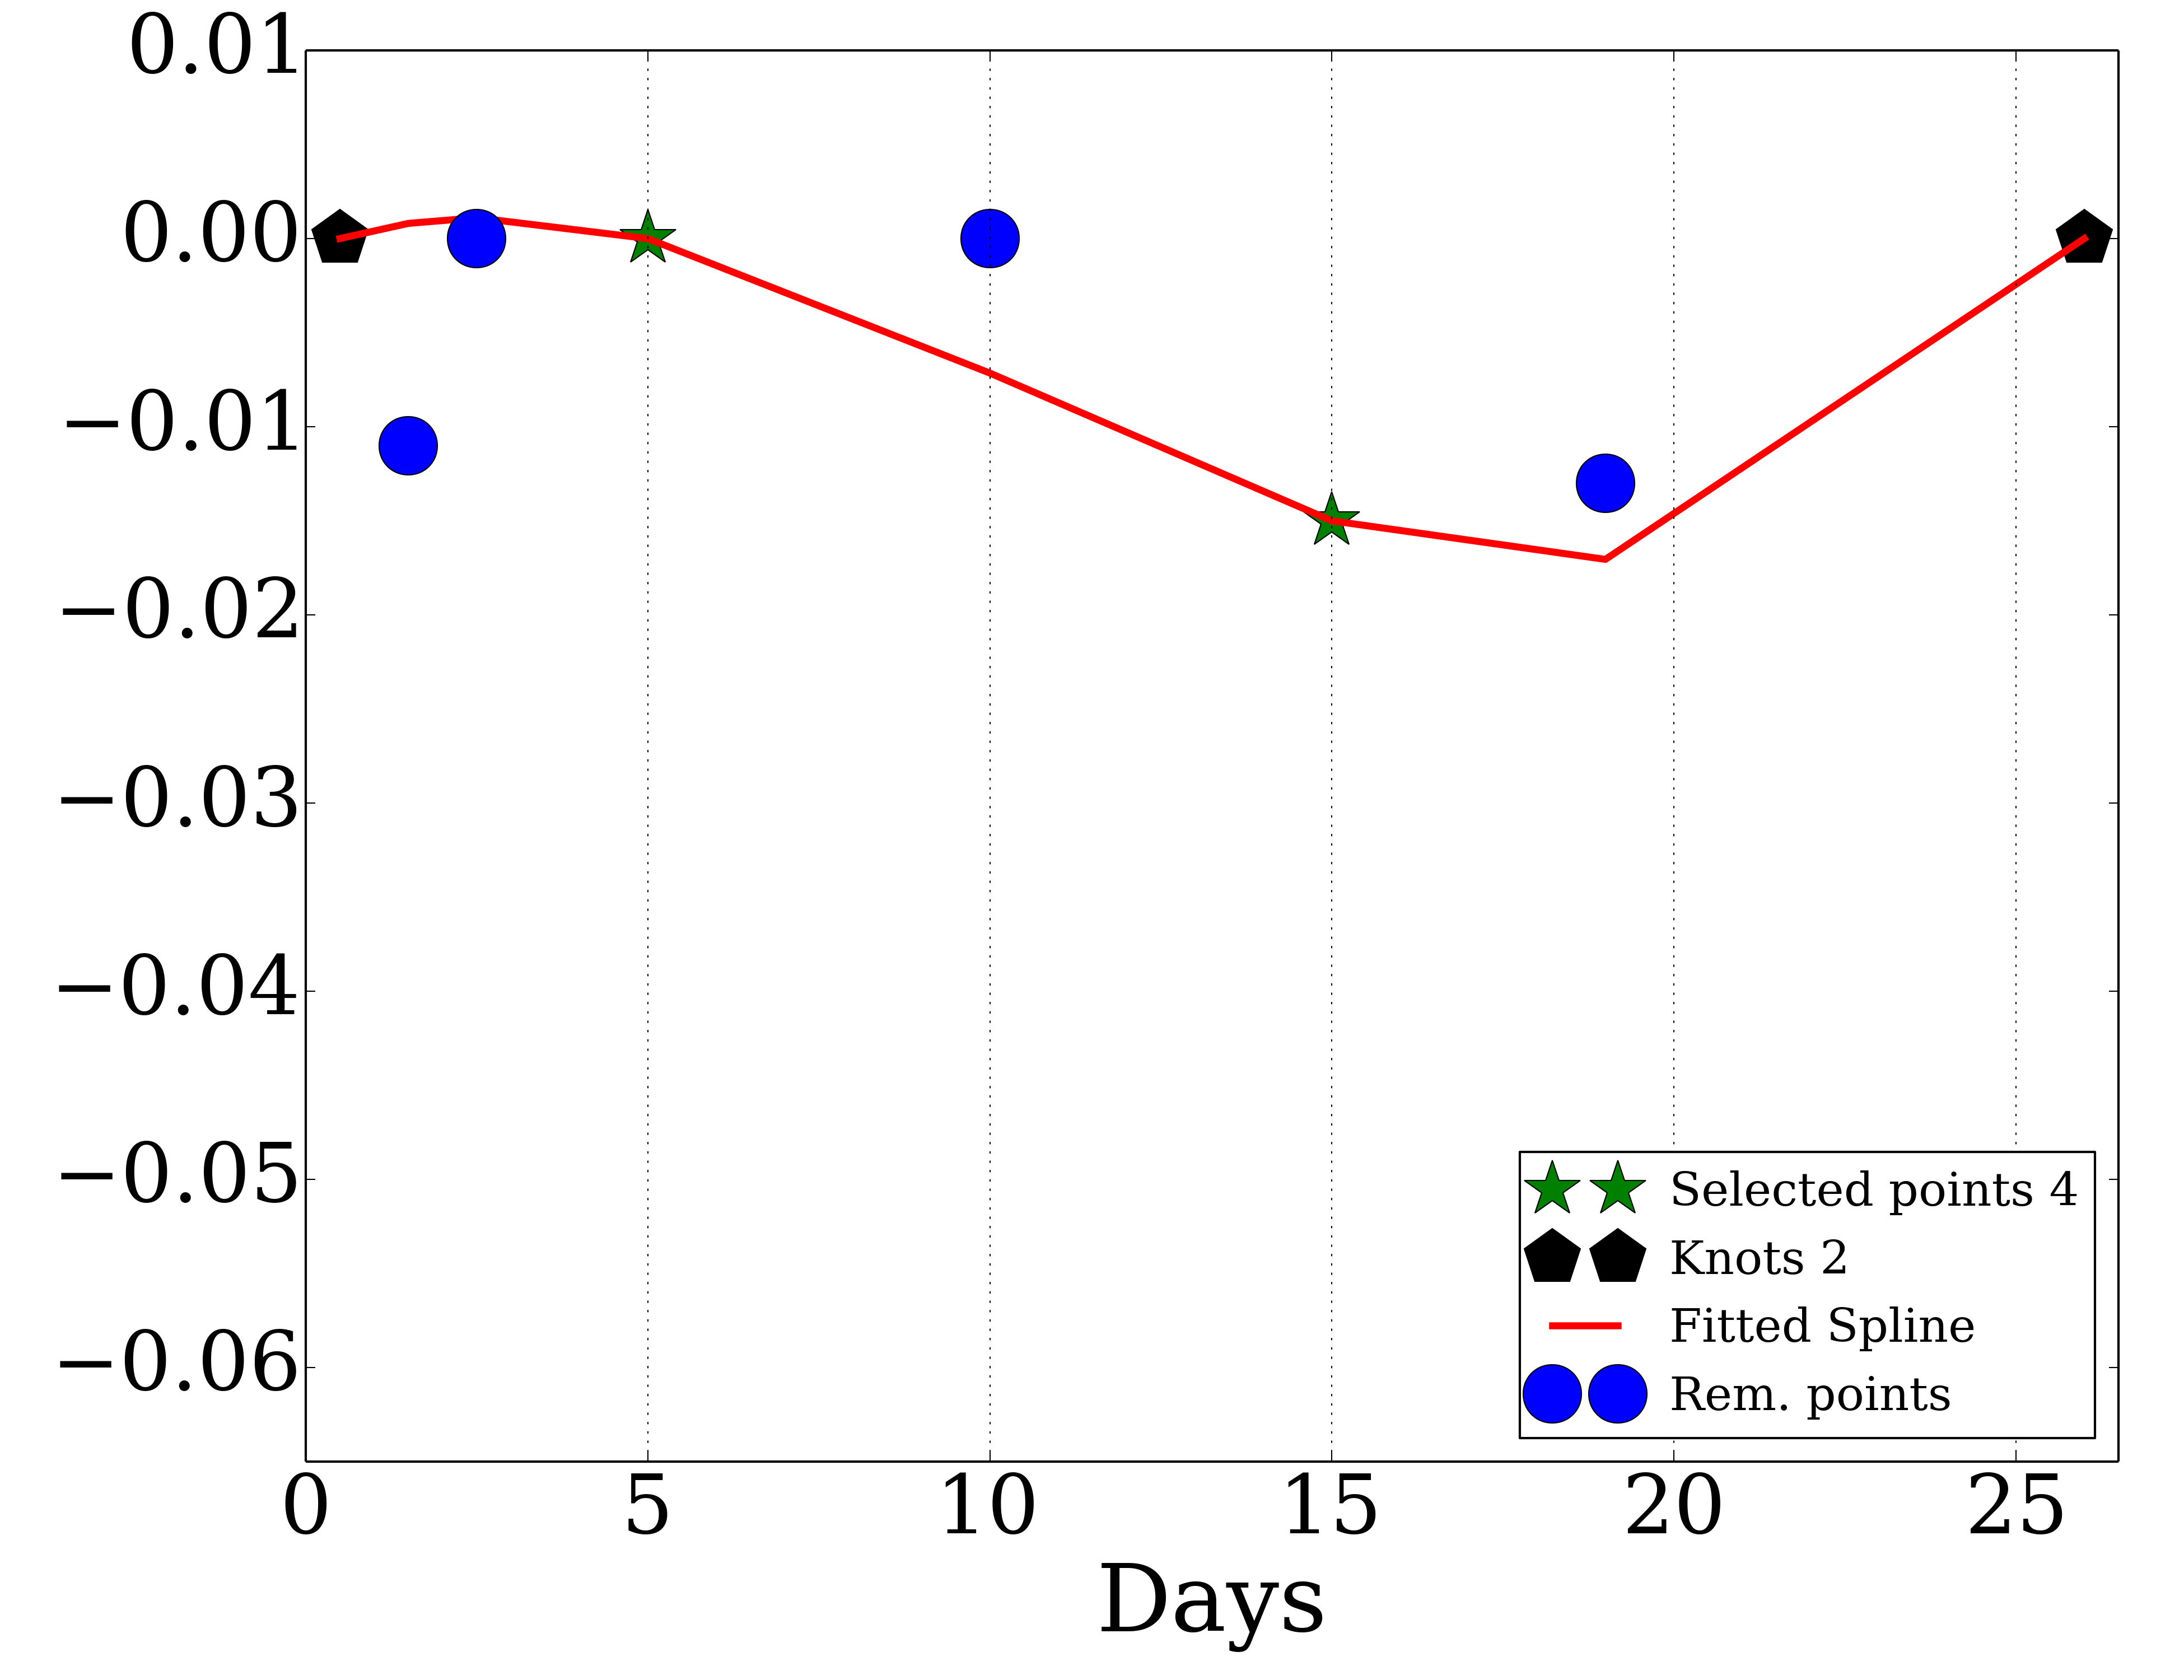 0.01
0.00
−0.01
−0.02
−0.03
−0.04
−0.05
−0.06
Selected points 4
Knots 2
Fitted Spline
Rem. points
0 5 10 15 20 25
Days